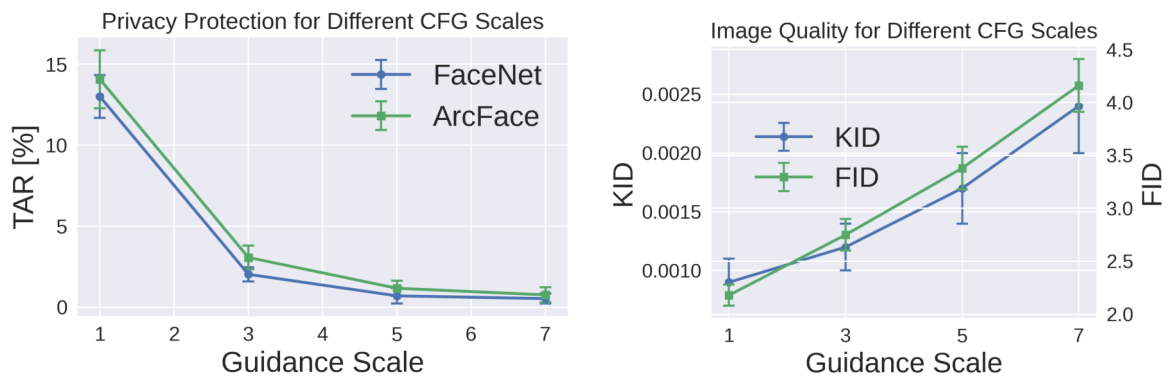 Privacy Protection for Different CFG Scales
15
10
5
0
TAR [%]
FaceNet
ArcFace
1 2 3 4 5 6 7
Guidance Scale
Image Quality for Different CFG Scales
0.0025
0.0020
0.0015
0.0010
KID
KID
FID
4.5
4.0
3.5
3.0
2.5
2.0
FID
1 3 5 7
Guidance Scale